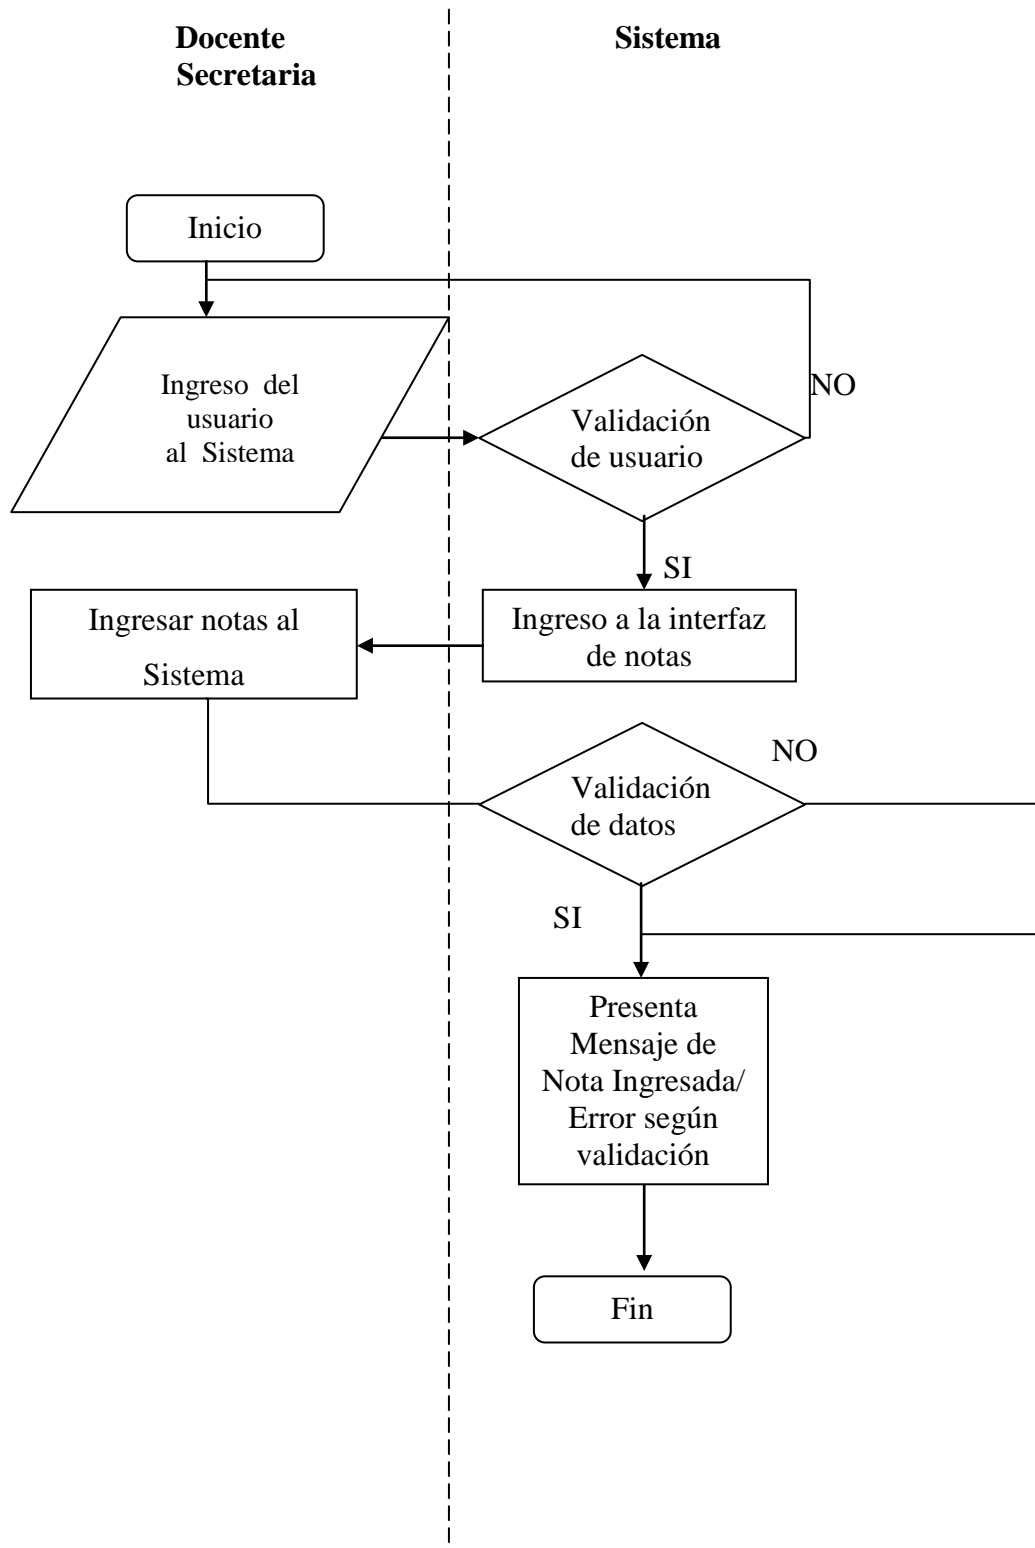 Docente
Secretaria
Sistema
Inicio
Ingreso del
usuario
al Sistema
Validación
de usuario
NO
SI
Ingreso a la interfaz
de notas
Ingresar notas al
Sistema
Validación
de datos
NO
SI
Presenta
Mensaje de
Nota Ingresada/
Error según
validación
Fin